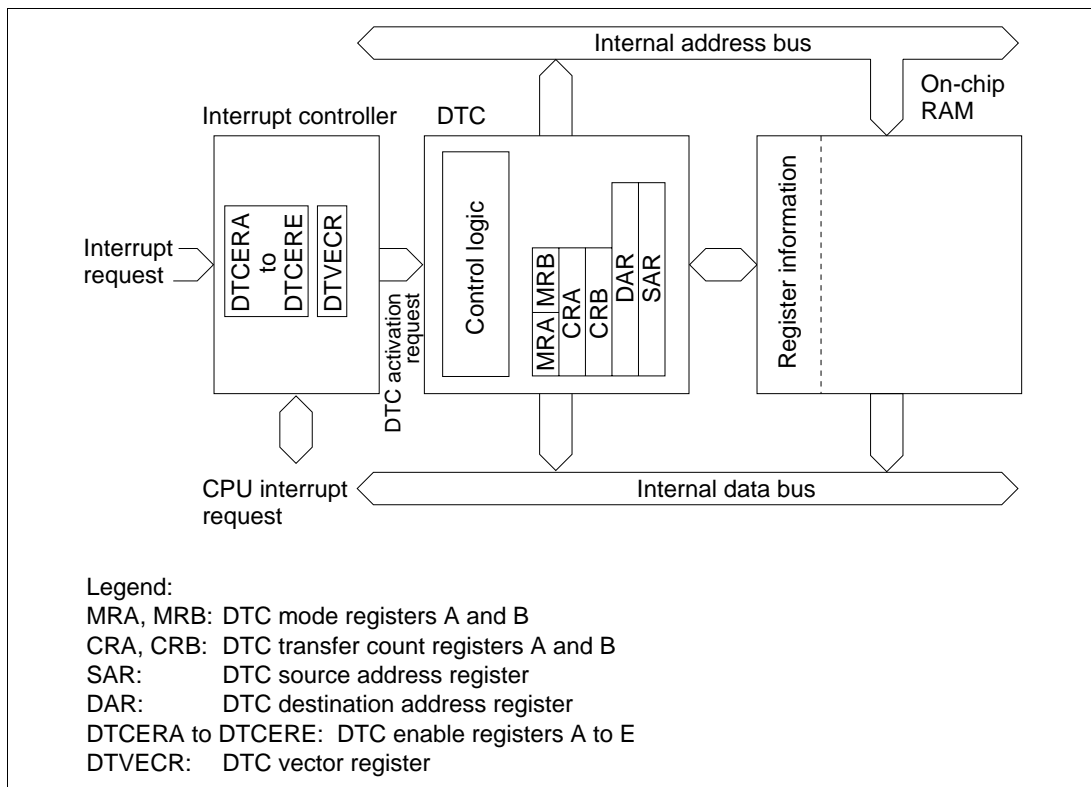 Internal address bus
On-chip
RAM
Interrupt controller
DTC
Interrupt
request
DTCERA
to
DTCERE
DTVECR
DTC activation
request
Control logic
MRA
MRB
CRA
CRB
DAR
SAR
Register information
CPU interrupt
request
Internal data bus
Legend:
MRA, MRB: DTC mode registers A and B
CRA, CRB: DTC transfer count registers A and B
SAR: DTC source address register
DAR: DTC destination address register
DTCERA to DTCERE: DTC enable registers A to E
DTVECR: DTC vector register